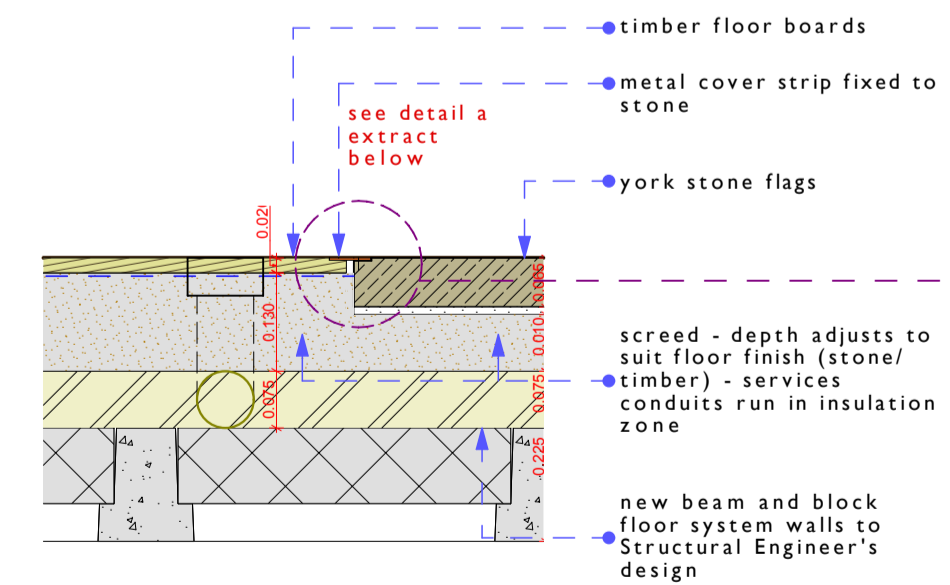 timber floor boards
metal cover strip fixed to
stone
see detail a
extract
below
york stone flags
0.02
0.130
0.075
0.065
0.010
0.075
0.225
screed - depth adjusts to
suit floor finish (stone/
timber) - services
conduits run in insulation
zone
new beam and block
floor system walls to
Structural Engineer's
design